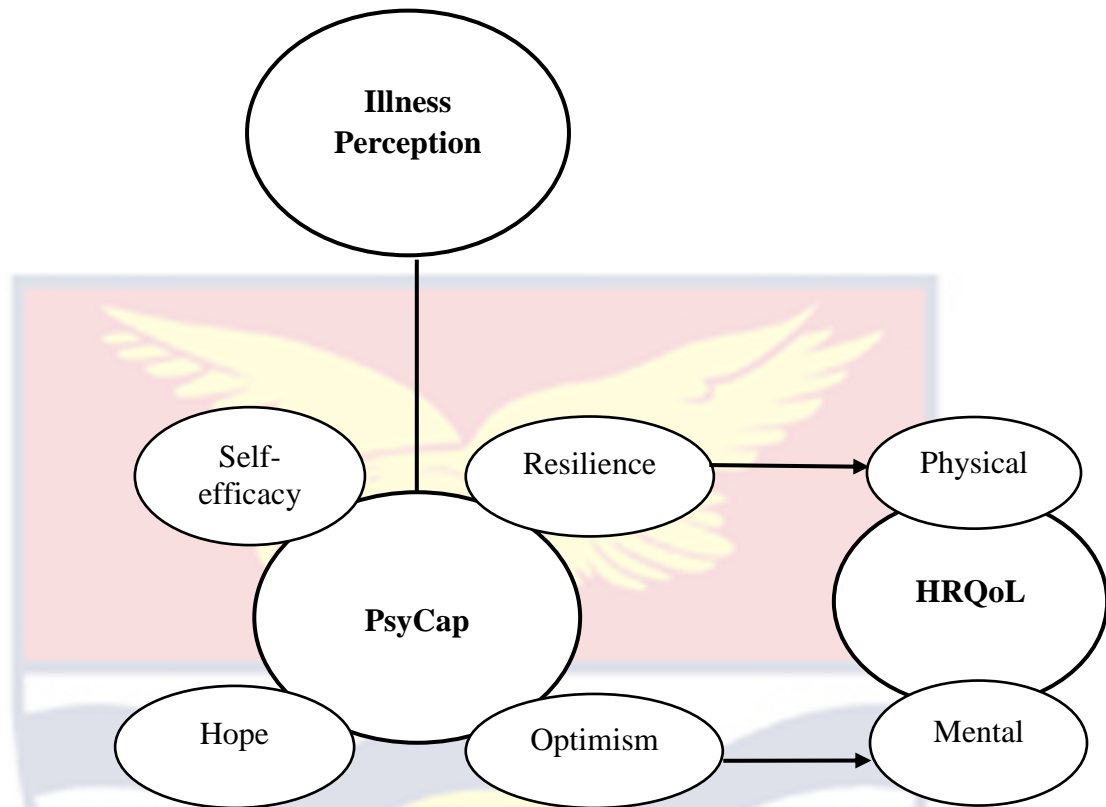 Illness
Perception
Self-
efficacy
Resilience
Physical
PsyCap
HRQoL
Hope
Optimism
Mental